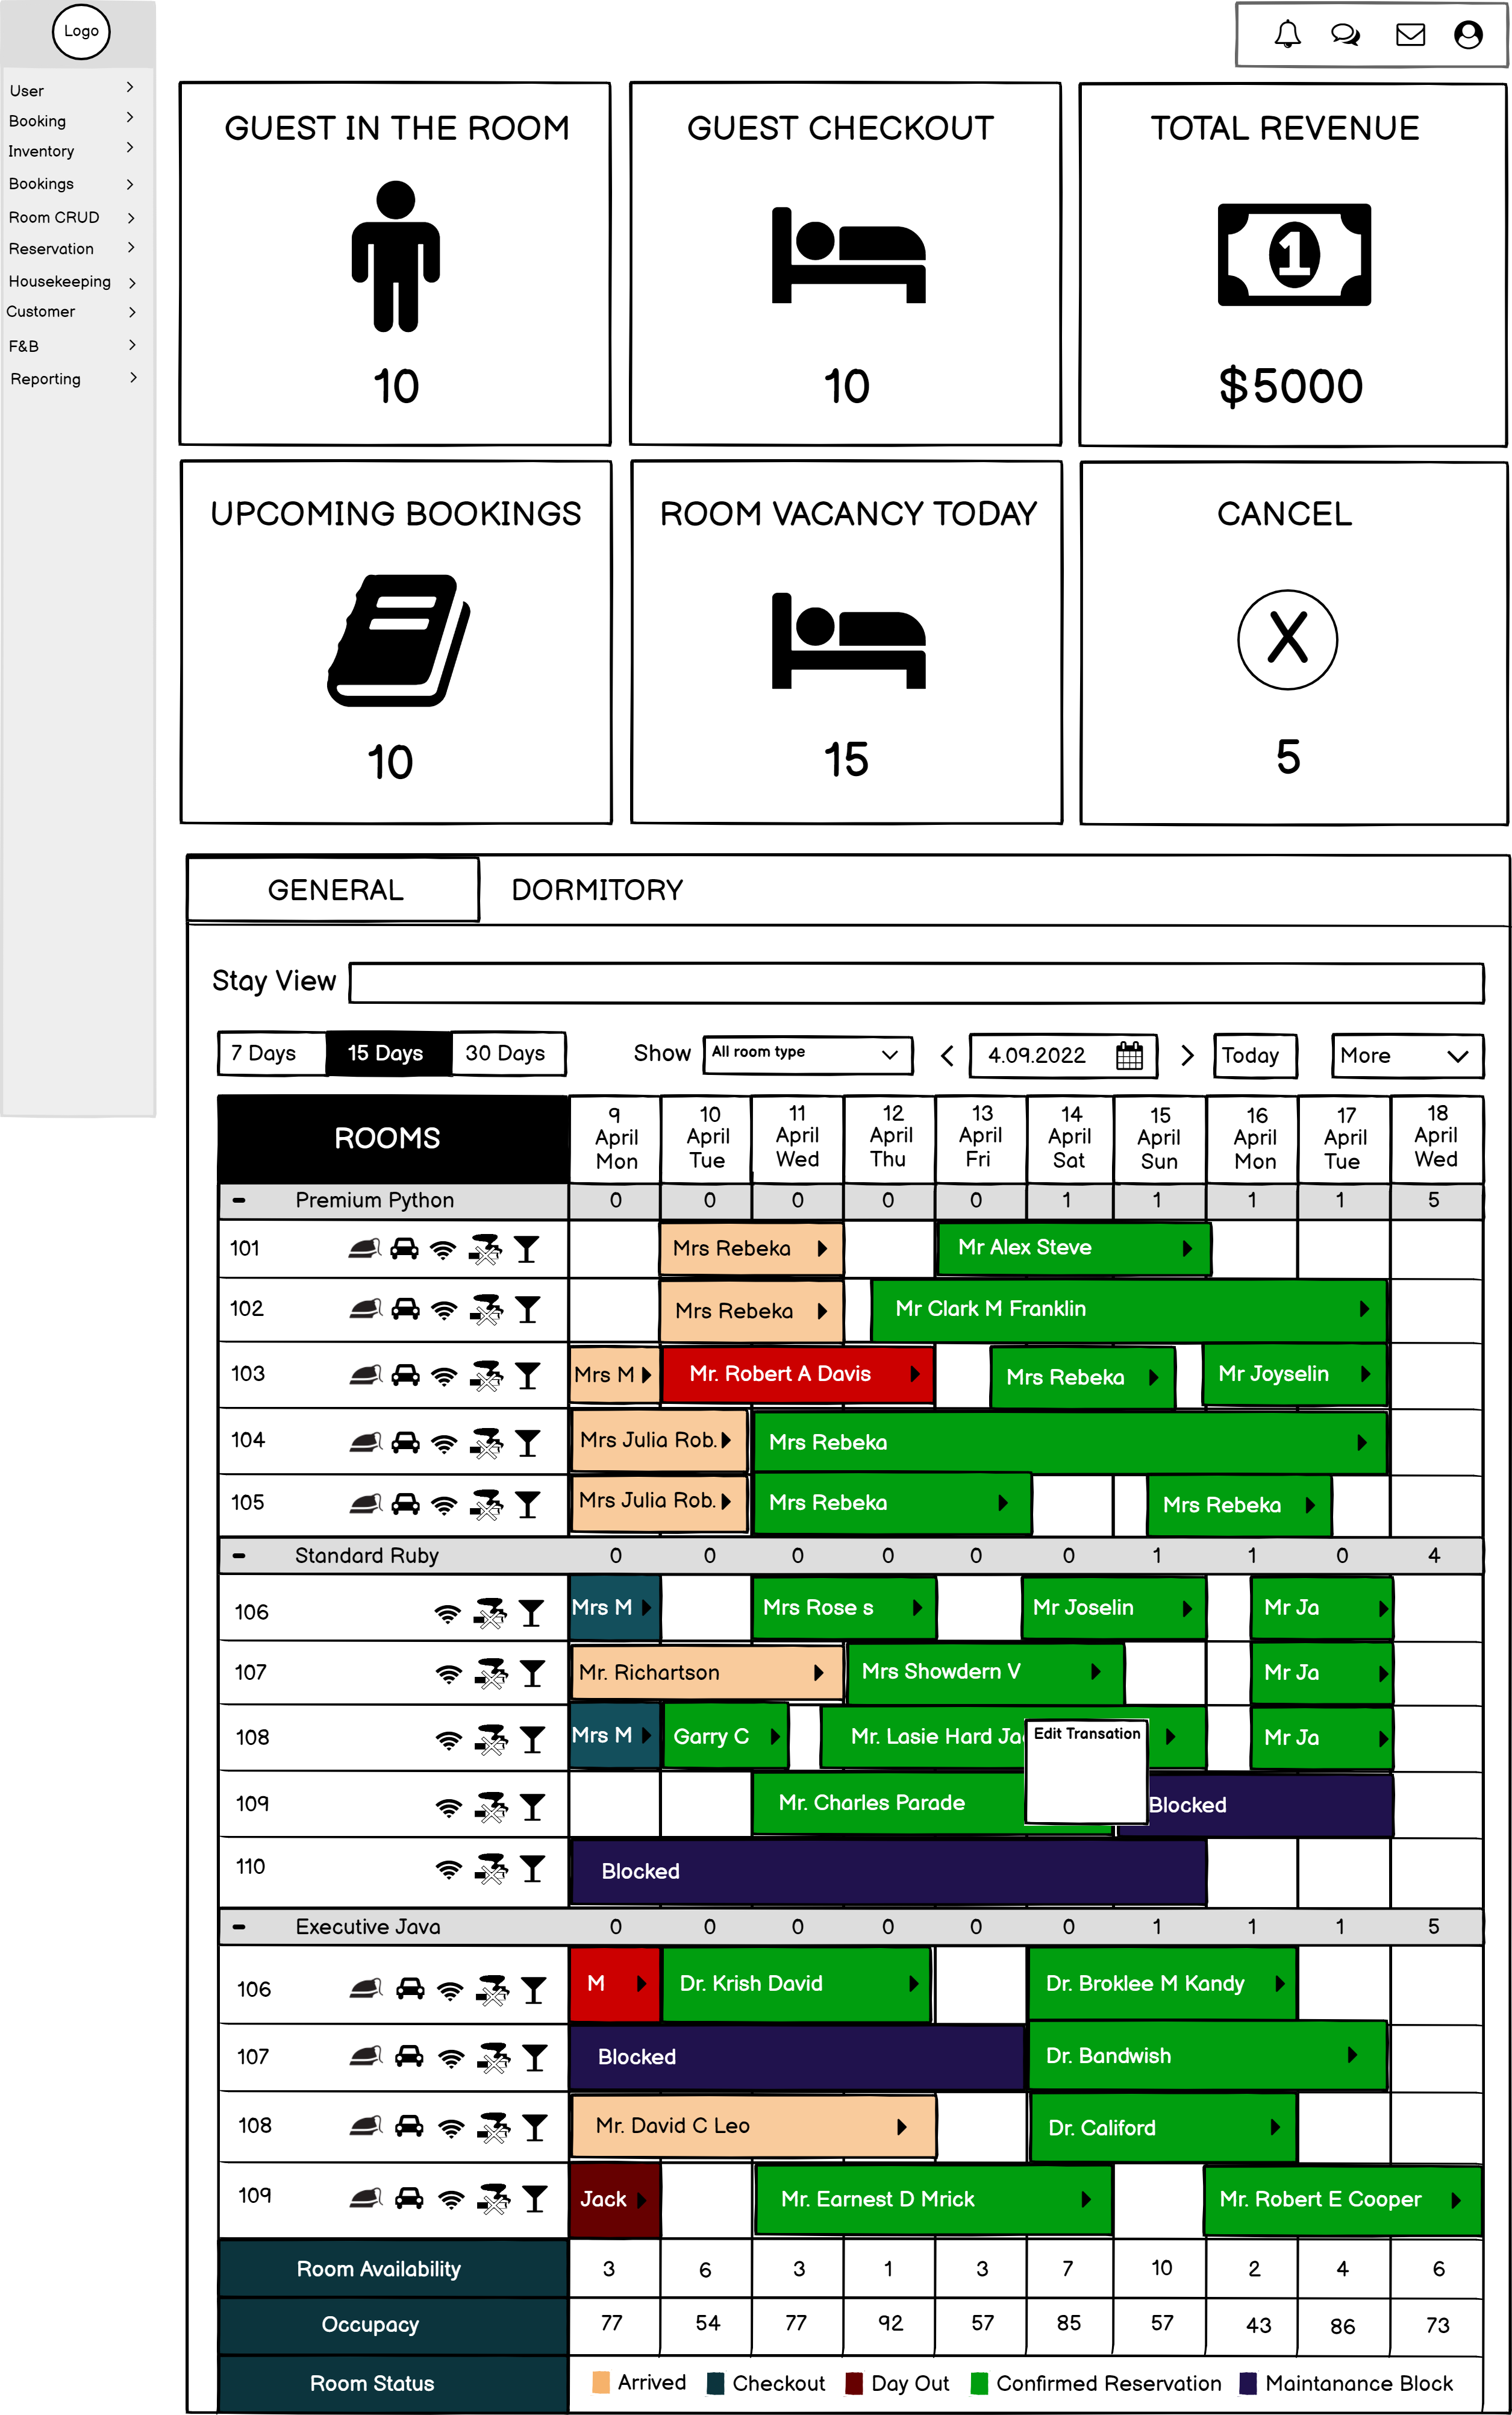 Logo
User
Booking
Inventory
Bookings
Room CRUD
Reservation
Housekeeping
Customer
F&B
Reporting
GUEST IN THE ROOM
10
GUEST CHECKOUT
10
TOTAL REVENUE
1
$5000
UPCOMING BOOKINGS
10
ROOM VACANCY TODAY
15
CANCEL
X
5
GENERAL DORMITORY
Stay View
7 Days 15 Days 30 Days Show All room type 4.09.2022 Today More
ROOMS
9 10 11 12 13 14 15 16 17 18
April April April April April April April April April April
Mon Tue Wed Thu Fri Sat Sun Mon Tue Wed
Premium Python 0 0 0 0 0 1 1 1 1 5
101 Mrs Rebeka Mr Alex Steve
102 Mrs Rebeka Mr Clark M Franklin
103 Mrs M Mr. Robert A Davis Mrs Rebeka Mr Joyselin
104 Mrs Julia Rob. Mrs Rebeka
105 Mrs Julia Rob. Mrs Rebeka Mrs Rebeka
Standard Ruby 0 0 0 0 0 0 1 1 0 4
106 Mrs M Mrs Rose s Mr Joselin Mr Ja
107 Mr. Richartson Mrs Showdern V Mr Ja
108 Mrs M Garry C Mr. Lasie Hard Ja Edit Transation Mr Ja
109 Mr. Charles Parade Blocked
110 Blocked
Executive Java 0 0 0 0 0 0 1 1 1 5
106 M Dr. Krish David Dr. Broklee M Kandy
107 Blocked Dr. Bandwish
108 Mr. David C Leo Dr. Califord
109 Jack Mr. Earnest D Mrick Mr. Robert E Cooper
Room Availability 3 6 3 1 3 7 10 2 4 6
Occupacy 77 54 77 92 57 85 57 43 86 73
Room Status Arrived Checkout Day Out Confirmed Reservation Maintanance Block